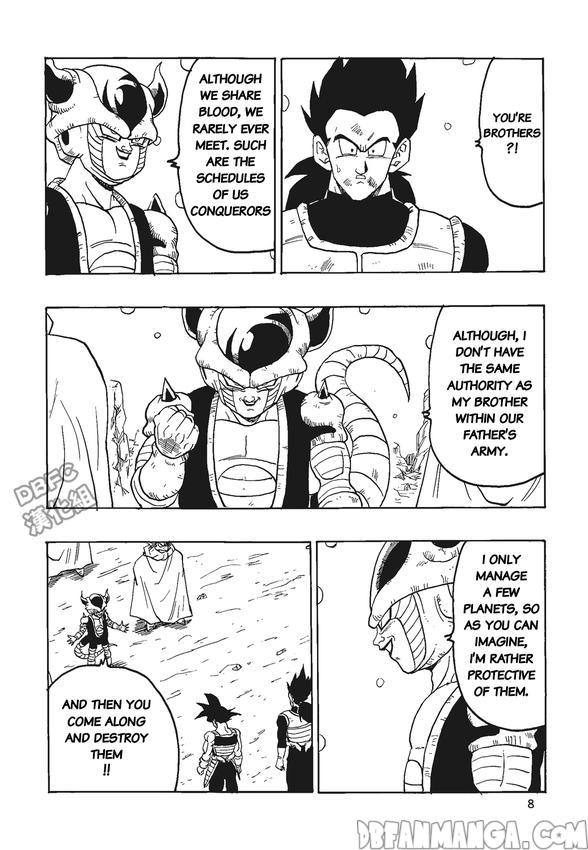 ALTHOUGH
WE SHARE
BLOOD, WE
RARELY EVER
MEET. SUCH
ARE THE
SCHEDULES
OF US
CONQUERORS
YOU'RE
BROTHERS
?!
ALTHOUGH, I
DON'T HAVE
THE SAME
AUTHORITY AS
MY BROTHER
WITHIN OUR
FATHER'S
ARMY.
DBFC
漢化組
I ONLY
MANAGE
A FEW
PLANETS, SO
AS YOU CAN
IMAGINE,
I'M RATHER
PROTECTIVE
OF THEM.
AND THEN YOU
COME ALONG
AND DESTROY
THEM
!!
8
DBFANMANGA.COM